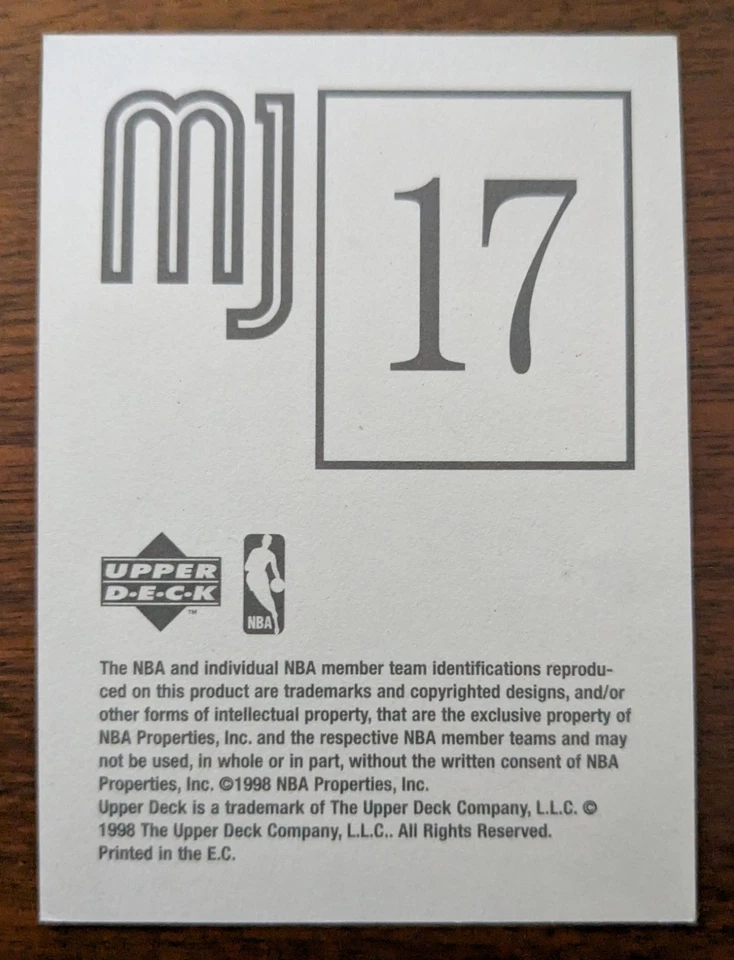 MJ
17
UPPER
D·E·C·K
TM
NBA
The NBA and individual NBA member team identifications reprodu-
ced on this product are trademarks and copyrighted designs, and/or
other forms of intellectual property, that are the exclusive property of
NBA Properties, Inc. and the respective NBA member teams and may
not be used, in whole or in part, without the written consent of NBA
Properties, Inc. ©1998 NBA Properties, Inc.
Upper Deck is a trademark of The Upper Deck Company, L.L.C. ©
1998 The Upper Deck Company, L.L.C.. All Rights Reserved.
Printed in the E.C.